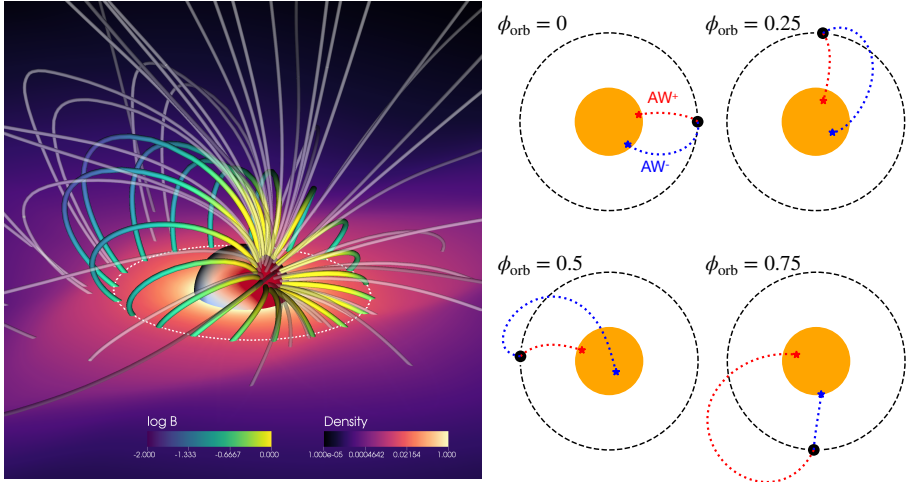 log B
-2.000 -1.333 -0.6667 0.000
Density
1.000e-05 0.0004642 0.02154 1.000
ϕorb = 0
AW+
AW-
ϕorb = 0.25
ϕorb = 0.5
ϕorb = 0.75